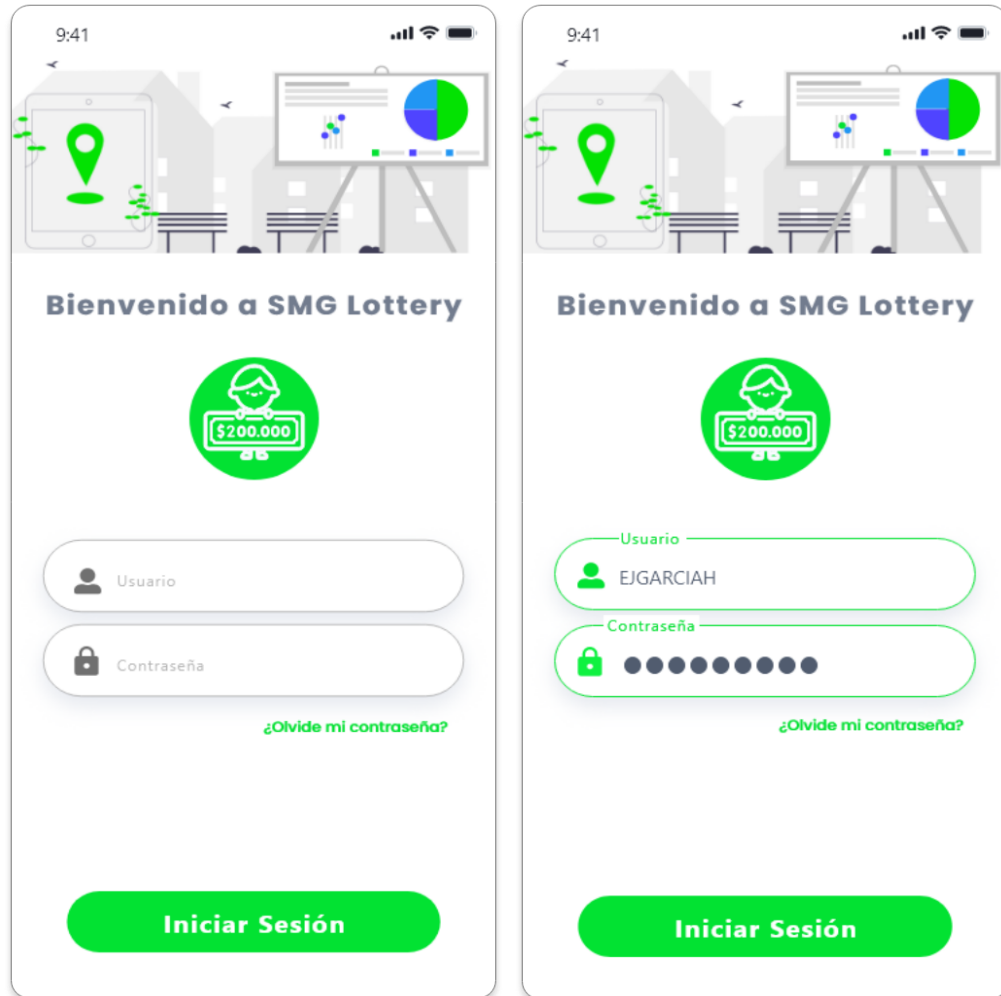 9:41
Bienvenido a SMG Lottery
$200.000
Usuario
Contraseña
¿Olvide mi contraseña?
Iniciar Sesión
9:41
Bienvenido a SMG Lottery
$200.000
Usuario
EJGARCIAH
Contraseña
¿Olvide mi contraseña?
Iniciar Sesión